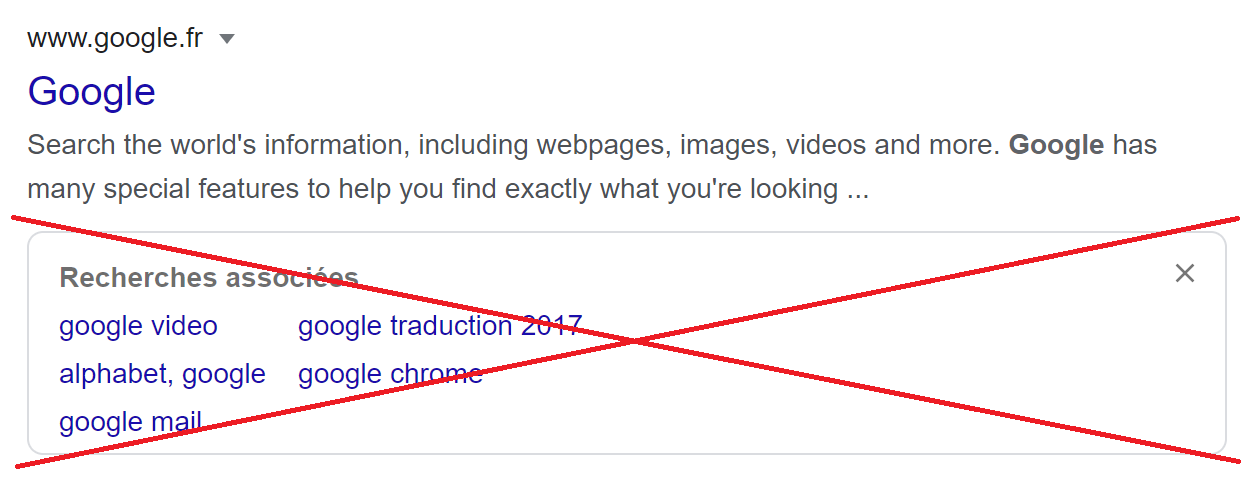 www.google.fr
Google
Search the world's information, including webpages, images, videos and more. Google has
many special features to help you find exactly what you're looking ...
Recherches associées
google video google traduction 2017
alphabet, google google chrome
google mail